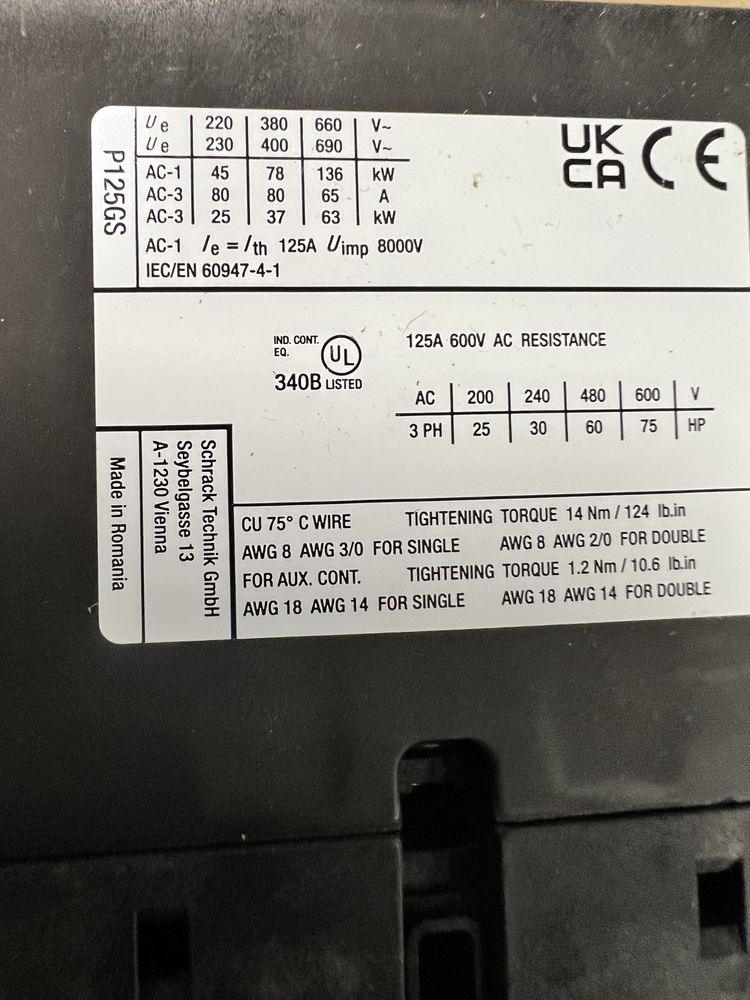 P125GS
Ue 220 380 660 V~
Ue 230 400 690 V~
AC-1 45 78 136 kW
AC-3 80 80 65 A
AC-3 25 37 63 kW
AC-1 Ie = Ith 125A Uimp 8000V
IEC/EN 60947-4-1
UK
CA CE
IND. CONT.
EQ.
UL
340B LISTED
125A 600V AC RESISTANCE
AC 200 240 480 600 V
3 PH 25 30 60 75 HP
Made in Romania
Schrack Technik GmbH
Seybelgasse 13
A-1230 Vienna
CU 75° C WIRE TIGHTENING TORQUE 14 Nm / 124 lb.in
AWG 8 AWG 3/0 FOR SINGLE AWG 8 AWG 2/0 FOR DOUBLE
FOR AUX. CONT. TIGHTENING TORQUE 1.2 Nm / 10.6 lb.in
AWG 18 AWG 14 FOR SINGLE AWG 18 AWG 14 FOR DOUBLE